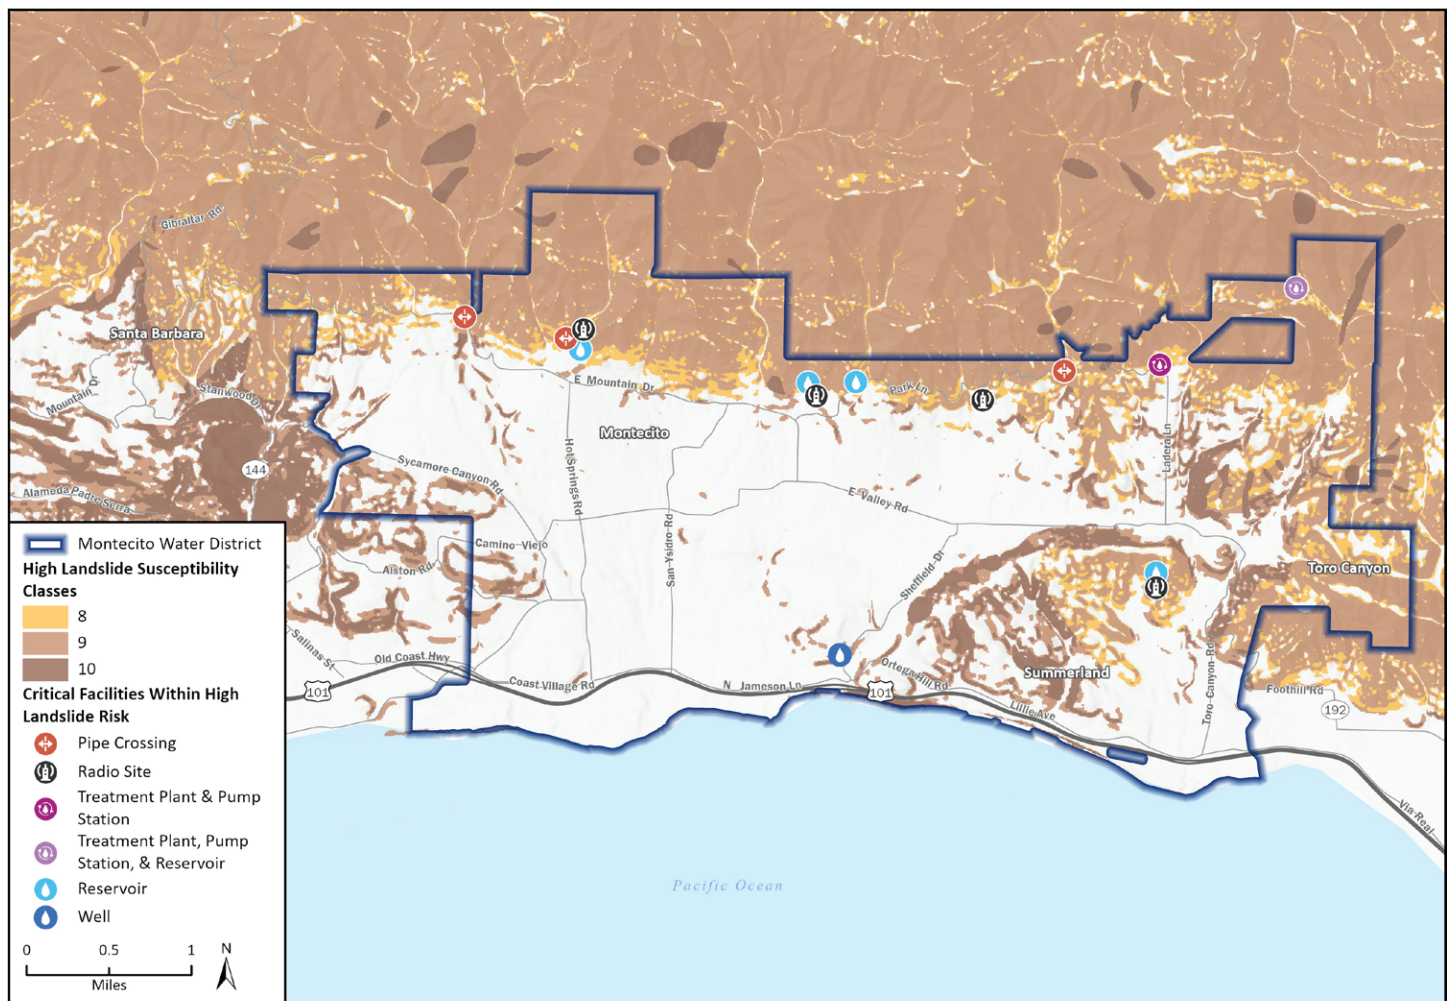 Gibraltar Rd
Santa Barbara
Mountain Dr
Stanwood D
144
Alameda Padre Serra
E Mountain Dr
Park Ln
Montecito
Hot Springs Rd
Sycamore Canyon Rd
Ladera Ln
E Valley Rd
San Ysidro Rd
Camino Viejo
Alston Rd
Sheffield Dr
Toro Canyon
Salinas St
Old Coast Hwy
101
Coast Village Rd
N Jameson Ln
101
Ortega Hill Rd
Summerland
Lillie Ave
Toro Canyon Rd
Foothill Rd
192
Via Real
Pacific Ocean
Montecito Water District
High Landslide Susceptibility
Classes
8
9
10
Critical Facilities Within High
Landslide Risk
Pipe Crossing
Radio Site
Treatment Plant & Pump
Station
Treatment Plant, Pump
Station, & Reservoir
Reservoir
Well
0 0.5 1
Miles
N